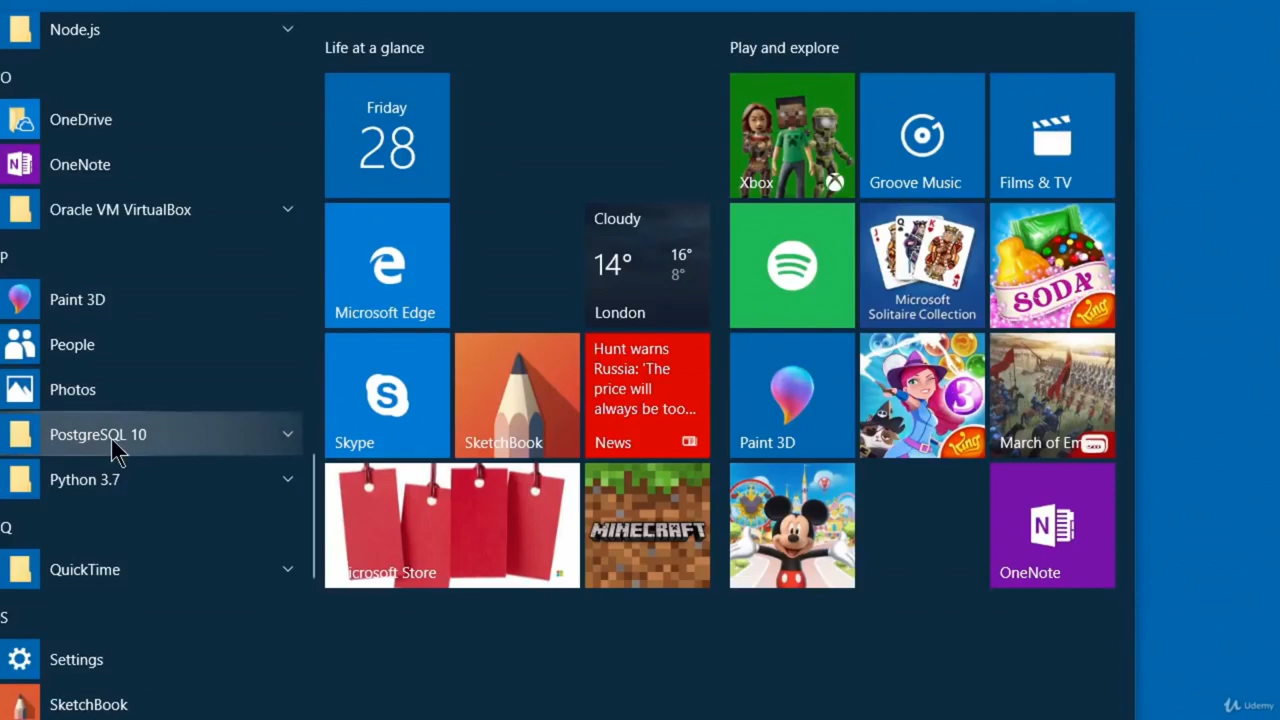 Node.js
O
OneDrive
OneNote
Oracle VM VirtualBox
P
Paint 3D
People
Photos
PostgreSQL 10
Python 3.7
Q
QuickTime
S
Settings
SketchBook
Life at a glance
Friday
28
Microsoft Edge
Cloudy
14°
16°
8°
London
Skype
SketchBook
Hunt warns
Russia: 'The
price will
always be too...
News
icrosoft Store
MINECRAFT
Play and explore
Xbox
Groove Music
Films & TV
Microsoft
Solitaire Collection
SODA
King
Paint 3D
3
King
March of Em
OneNote
Udemy